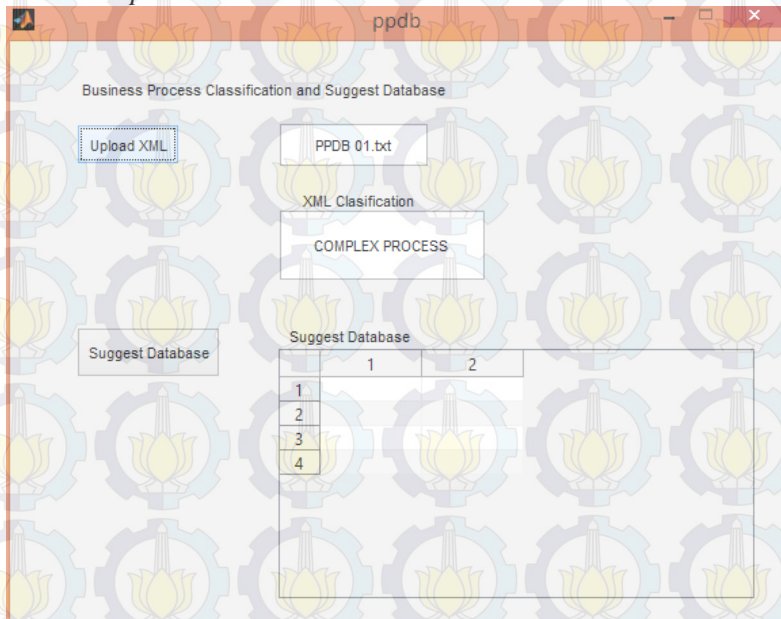 ppdb
Business Process Classification and Suggest Database
Upload XML
PPDB 01.txt
XML Clasification
COMPLEX PROCESS
Suggest Database
Suggest Database
1 2
1
2
3
4